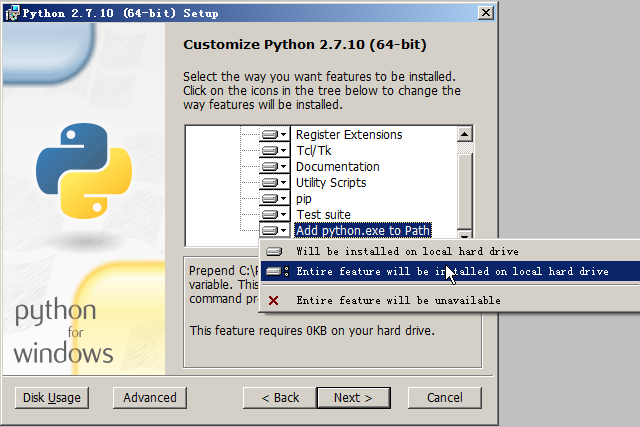 Python 2.7.10 (64-bit) Setup
Customize Python 2.7.10 (64-bit)
Select the way you want features to be installed.
Click on the icons in the tree below to change the
way features will be installed.
Register Extensions
Tcl/Tk
Documentation
Utility Scripts
pip
Test suite
Add python.exe to Path
Will be installed on local hard drive
Entire feature will be installed on local hard drive
Entire feature will be unavailable
Prepend C:\
variable. This
command
This feature requires 0KB on your hard drive.
python
for
windows
Disk Usage
Advanced
< Back
Next >
Cancel